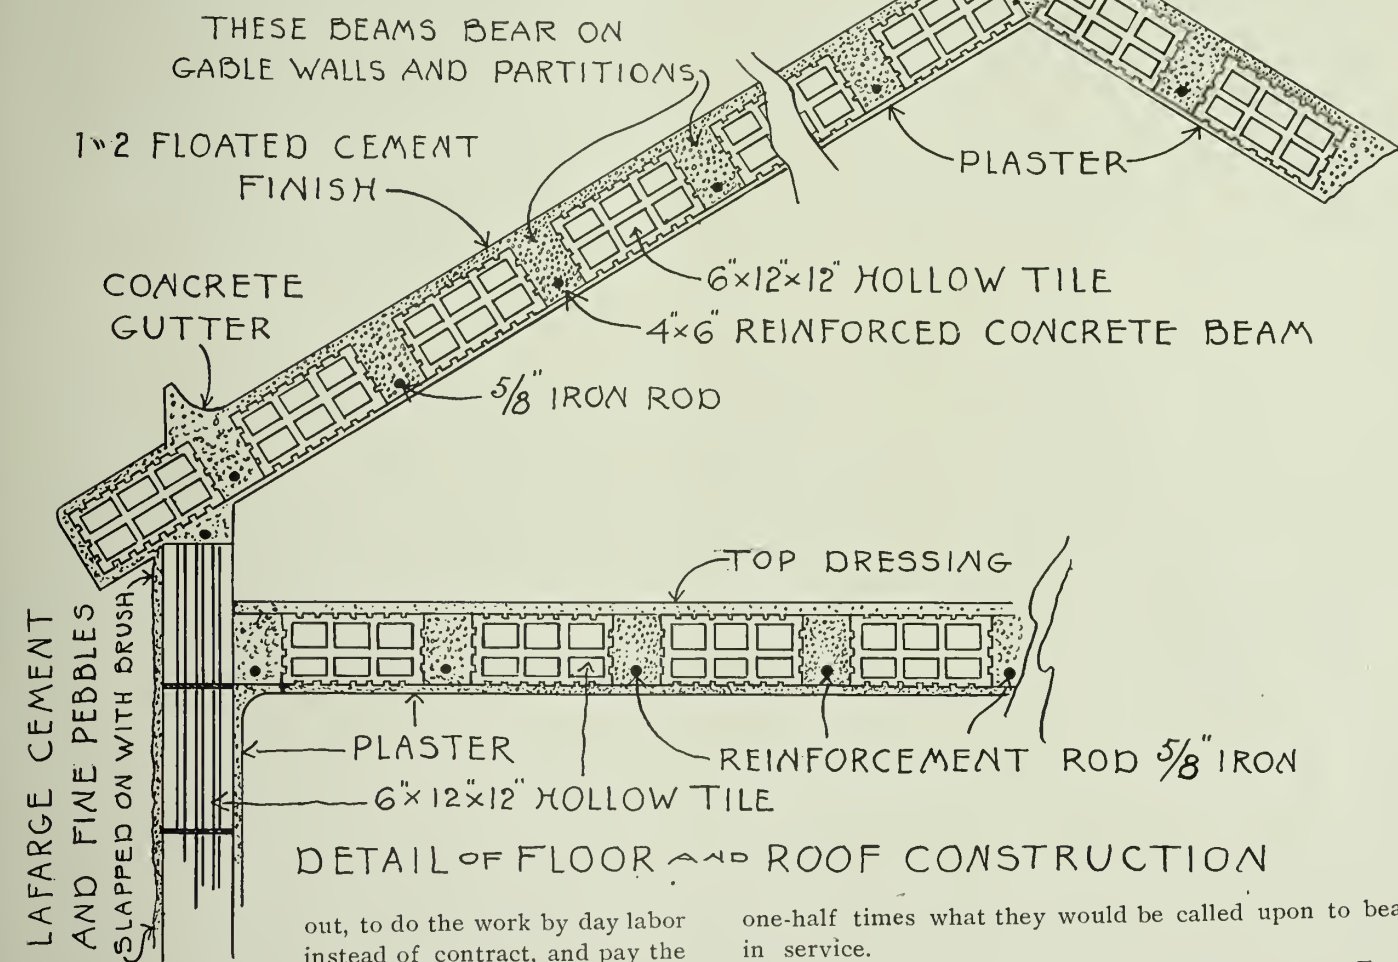 THESE BEAMS BEAR ON
GABLE WALLS AND PARTITIONS
1 〃 2 FLOATED CEMENT
FINISH
PLASTER
6"x12"x12" HOLLOW TILE
CONCRETE
GUTTER
4"x6" REINFORCED CONCRETE BEAM
5/8" IRON ROD
TOP DRESSING
LAFARGE CEMENT
AND FINE PEBBLES
SLAPPED ON WITH BRUSH
PLASTER
REINFORCEMENT ROD 5/8" IRON
6"x12"x12" HOLLOW TILE
DETAIL OF FLOOR AND ROOF CONSTRUCTION
out, to do the work by day labor
instead of contract, and pay the
one-half times what they would be called upon to bea
in service.